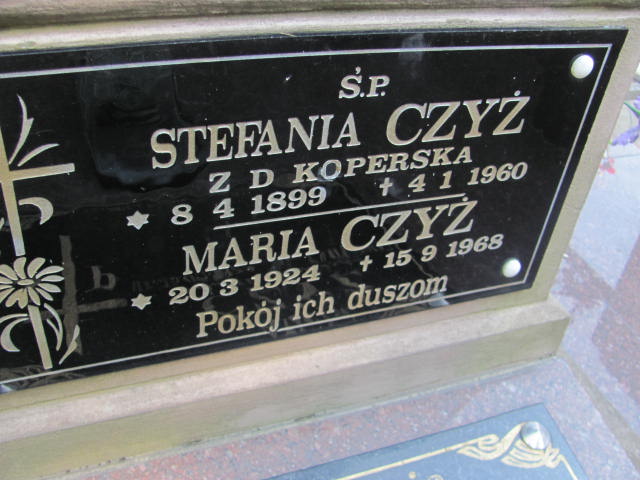 Ś.P.
STEFANIA CZYŻ
Z D KOPERSKA
* 8 4 1899 † 4 1 1960
MARIA CZYŻ
* 20 3 1924 † 15 9 1968
Pokój ich duszom